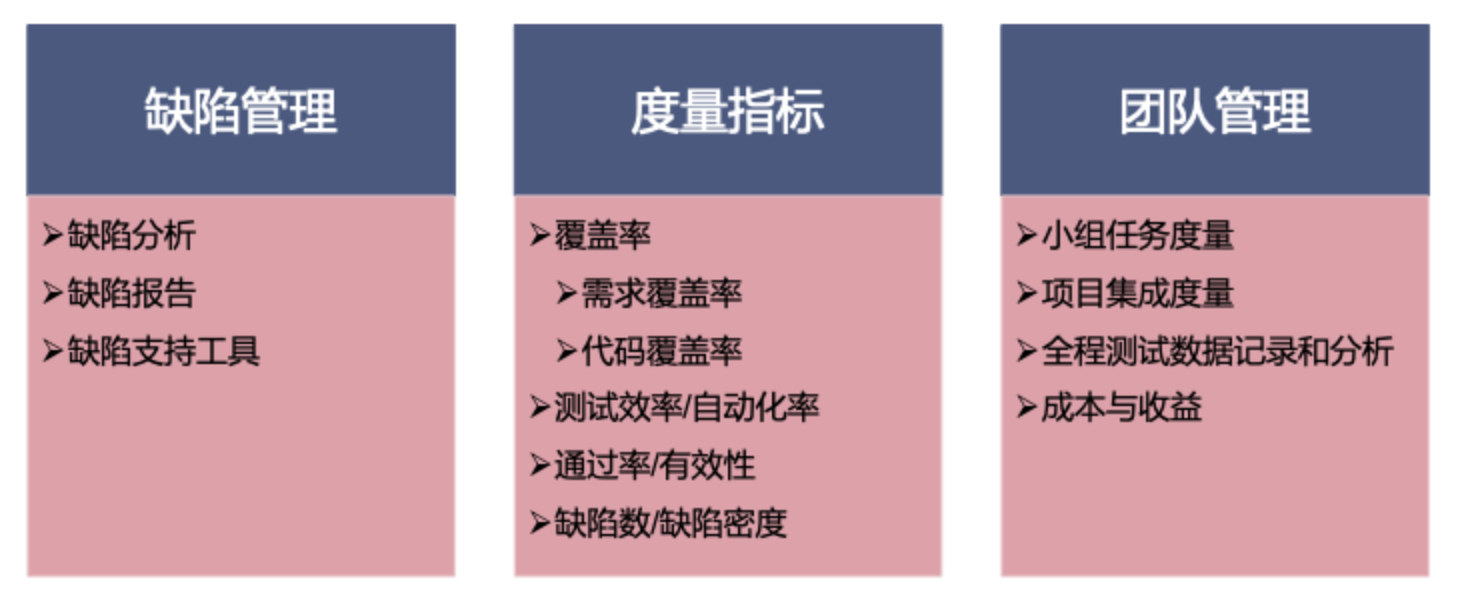 缺陷管理
➢缺陷分析
➢缺陷报告
➢缺陷支持工具
度量指标
➢覆盖率
➢需求覆盖率
➢代码覆盖率
➢测试效率/自动化率
➢通过率/有效性
➢缺陷数/缺陷密度
团队管理
➢小组任务度量
➢项目集成度量
➢全程测试数据记录和分析
➢成本与收益